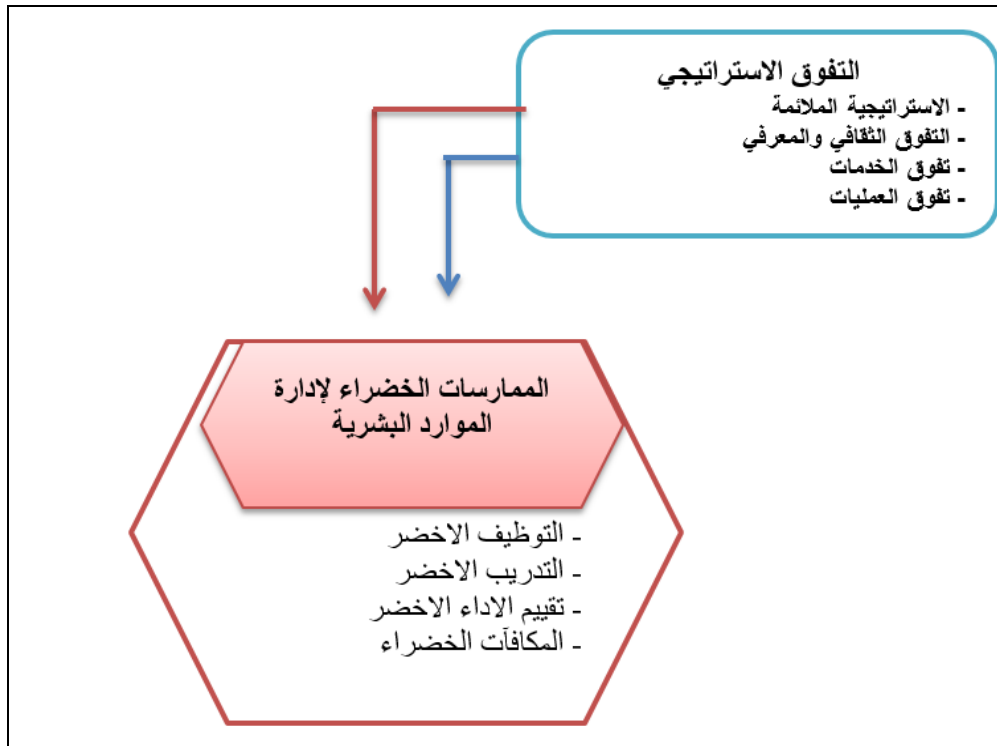 التفوق الاستراتيجي
- الاستراتيجية الملائمة
- التفوق الثقافي والمعرفي
- تفوق الخدمات
- تفوق العمليات
الممارسات الخضراء لإدارة
الموارد البشرية
- التوظيف الاخضر
- التدريب الاخضر
- تقييم الاداء الاخضر
- المكافآت الخضراء